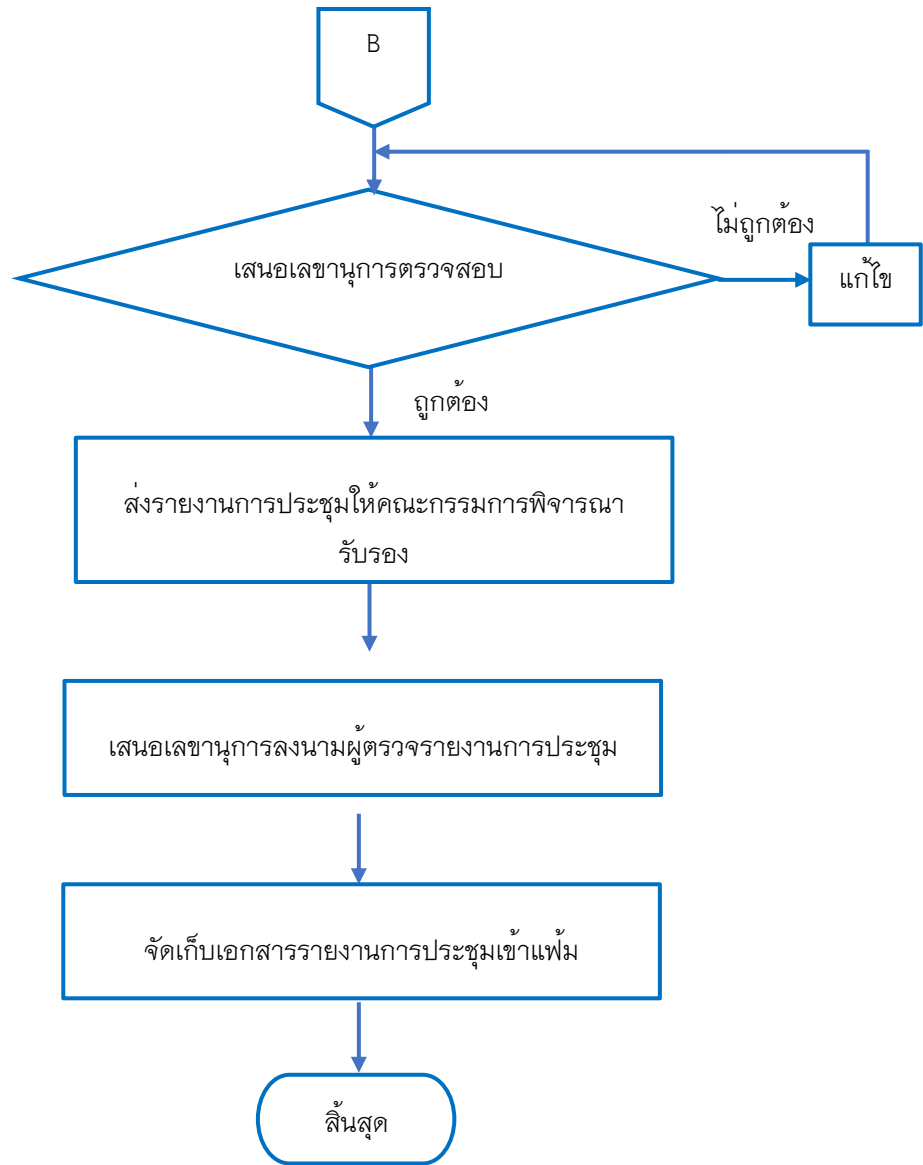 B
เสนอเลขานุการตรวจสอบ
ไม่ถูกต้อง
แก้ไข
ถูกต้อง
ส่งรายงานการประชุมให้คณะกรรมการพิจารณา
รับรอง
เสนอเลขานุการลงนามผู้ตรวจรายงานการประชุม
จัดเก็บเอกสารรายงานการประชุมเข้าแฟ้ม
สิ้นสุด